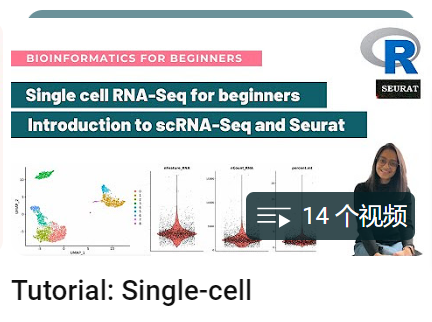 BIOINFORMATICS FOR BEGINNERS
R
SEURAT
Single cell RNA-Seq for beginners
Introduction to scRNA-Seq and Seurat
nFeature_RNA
nCount_RNA
percent.mt
UMAP_1
14 个视频
Tutorial: Single-cell